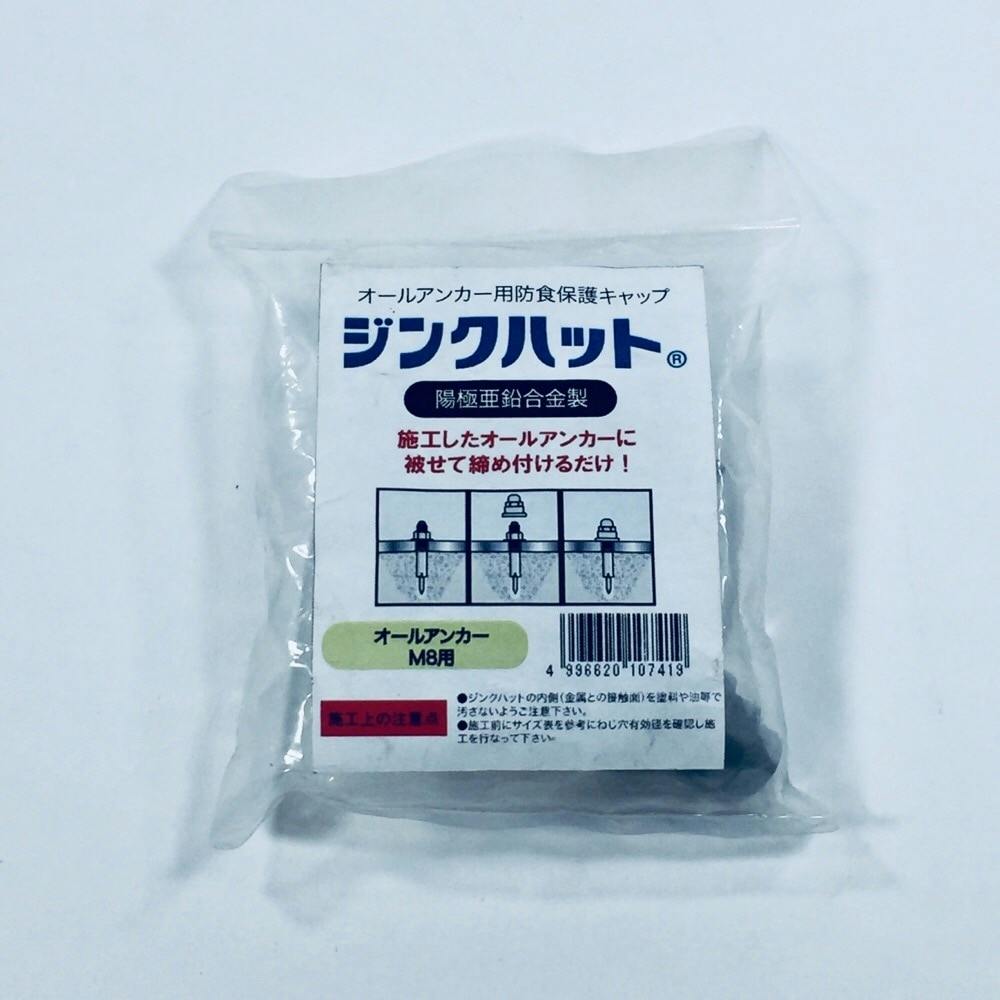 オールアンカー用防食保護キャップ
ジンクハット®
陽極亜鉛合金製
施工したオールアンカーに
被せて締め付けるだけ！
オールアンカー
M8用
4 996620 107419
施工上の注意点
●ジンクハットの内側(金属との接触面)を塗料や油等で
汚さないようご注意下さい。
●施工前にサイズ表を参考にねじ穴有効径を確認し施
工を行なって下さい。